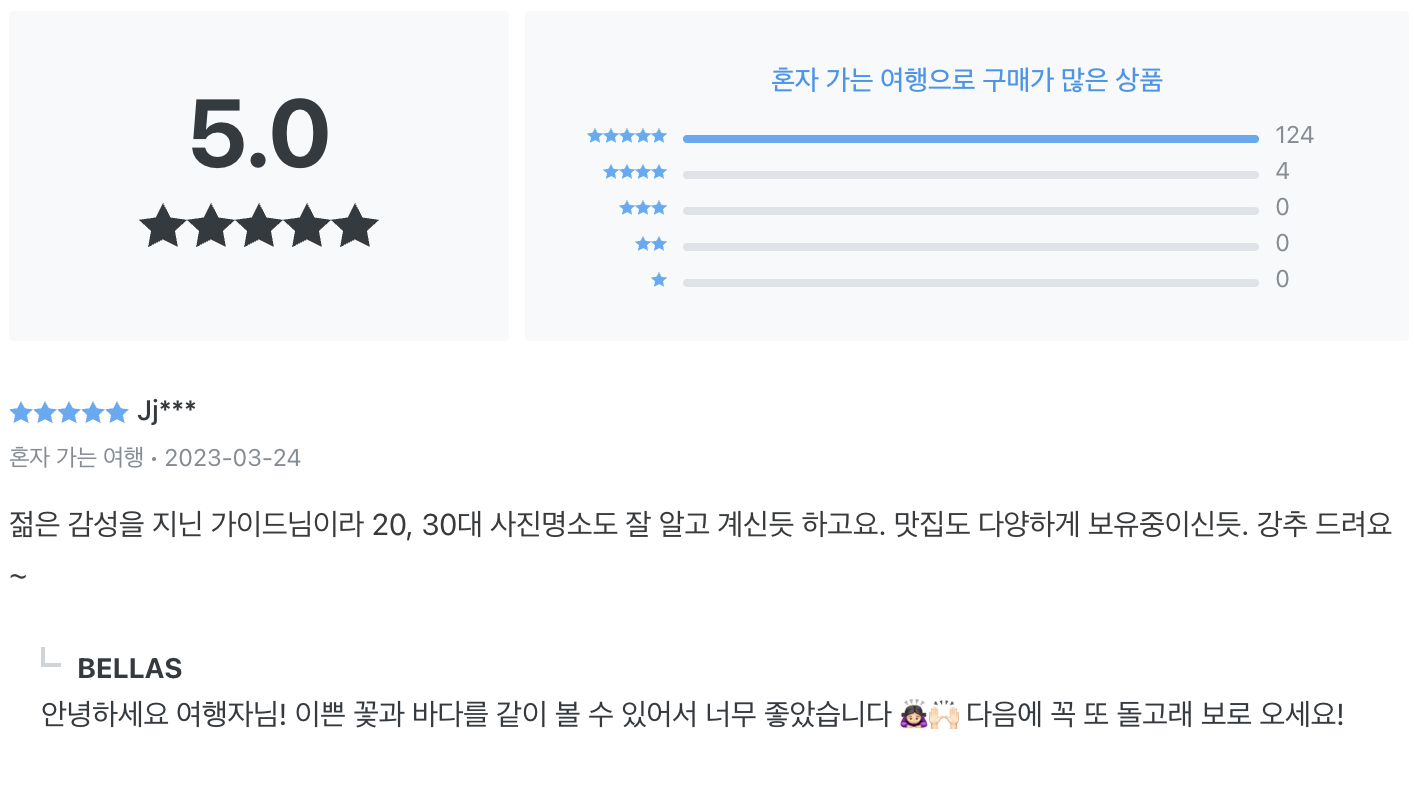 5.0
혼자 가는 여행으로 구매가 많은 상품
124
4
0
0
0
Jj***
혼자 가는 여행 • 2023-03-24
젊은 감성을 지닌 가이드님이라 20, 30대 사진명소도 잘 알고 계신듯 하고요. 맛집도 다양하게 보유중이신듯. 강추 드려요
~
BELLAS
안녕하세요 여행자님! 이쁜 꽃과 바다를 같이 볼 수 있어서 너무 좋았습니다 🙇🏻‍♀️🙌🏻 다음에 꼭 또 돌고래 보로 오세요!